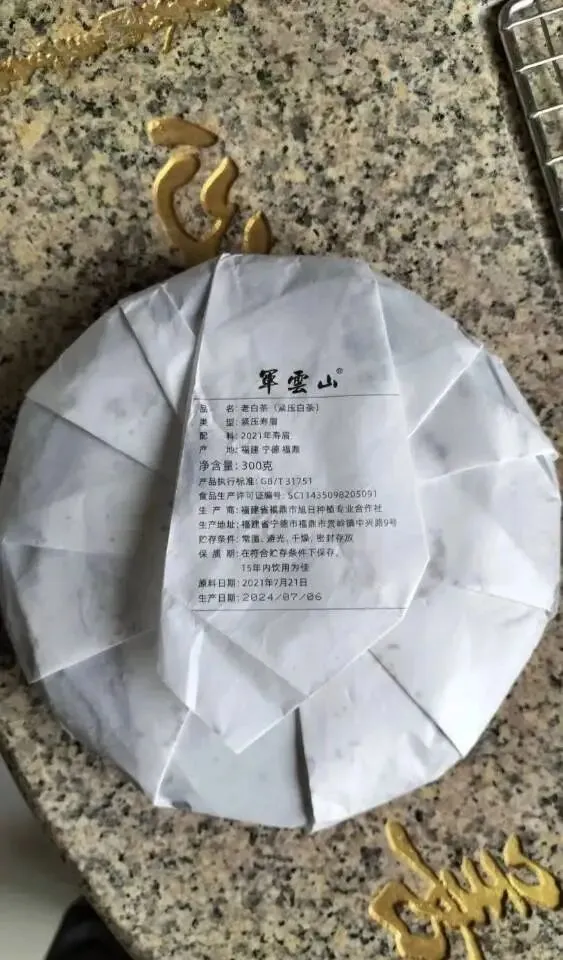 軍雲山®
品 名: 老白茶（紧压白茶）
类 型: 紧压寿眉
配 料: 2021年寿眉
产 地: 福建 宁德 福鼎
净含量: 300克
产品执行标准: GB/T 31751
食品生产许可证编号: SC11435098205091
生 产 商: 福建省福鼎市旭日种植专业合作社
生产地址: 福建省宁德市福鼎市贯岭镇中兴路9号
贮存条件: 常温、避光、干燥、密封存放
保 质 期: 在符合贮存条件下保存,
15年内饮用为佳
原料日期: 2021年7月21日
生产日期: 2024/07/06